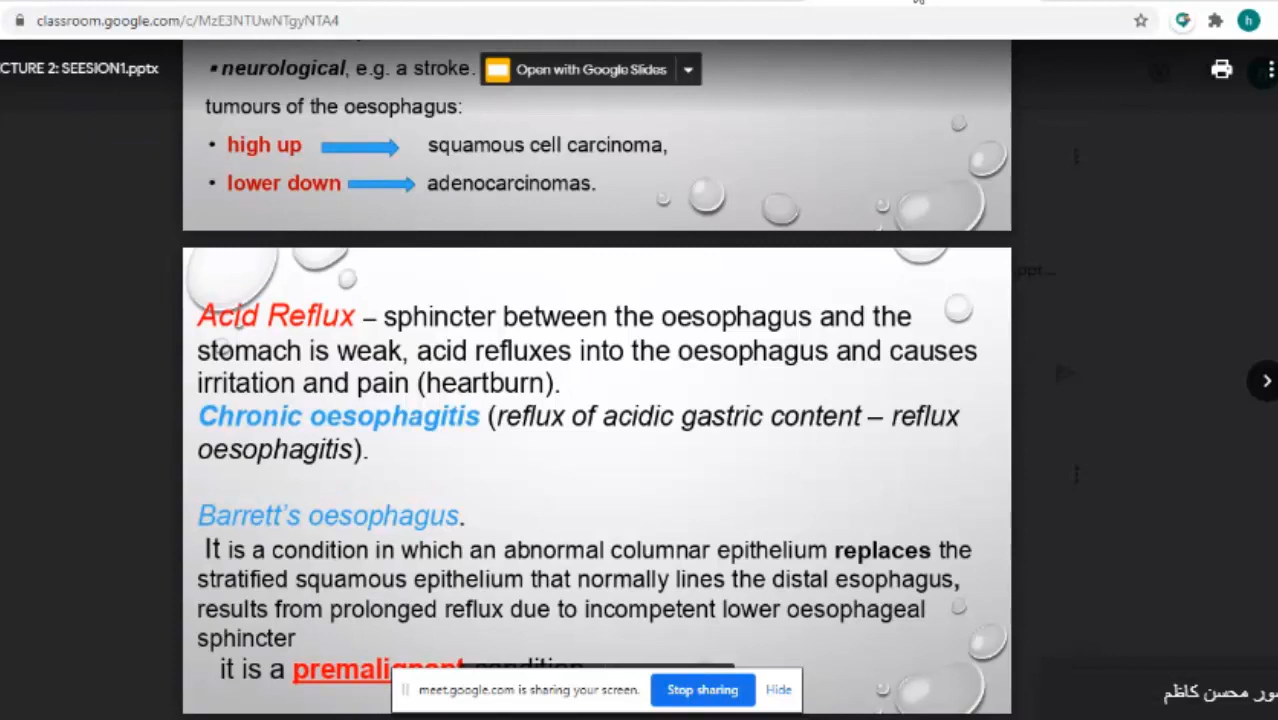 classroom.google.com/c/MzE3NTUwNTgyNTA4
h
CTURE 2: SEESION1.pptx
▪neurological, e.g. a stroke.
Open with Google Slides
tumours of the oesophagus:
• high up squamous cell carcinoma,
• lower down adenocarcinomas.
.ppt...
Acid Reflux – sphincter between the oesophagus and the
stomach is weak, acid refluxes into the oesophagus and causes
irritation and pain (heartburn).
Chronic oesophagitis (reflux of acidic gastric content – reflux
oesophagitis).
Barrett's oesophagus.
It is a condition in which an abnormal columnar epithelium replaces the
stratified squamous epithelium that normally lines the distal esophagus,
results from prolonged reflux due to incompetent lower oesophageal
sphincter
it is a premalignant condition
meet.google.com is sharing your screen.
Stop sharing
Hide
محسن كاظم